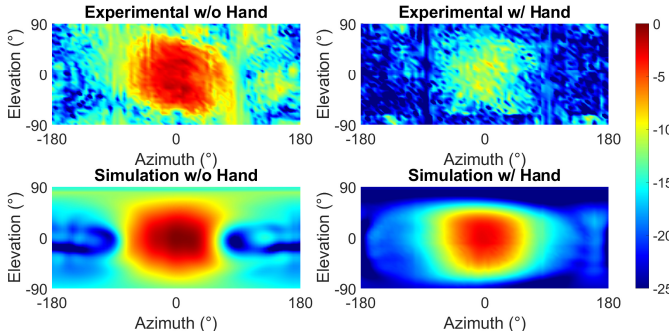 Experimental w/o Hand
Experimental w/ Hand
Elevation (°)
90
0
-90
-180
0
180
Azimuth (°)
Elevation (°)
90
0
-90
-180
0
180
Azimuth (°)
Simulation w/o Hand
Simulation w/ Hand
Elevation (°)
90
0
-90
-180
0
180
Azimuth (°)
Elevation (°)
90
0
-90
-180
0
180
Azimuth (°)
0
-5
-10
-15
-20
-25